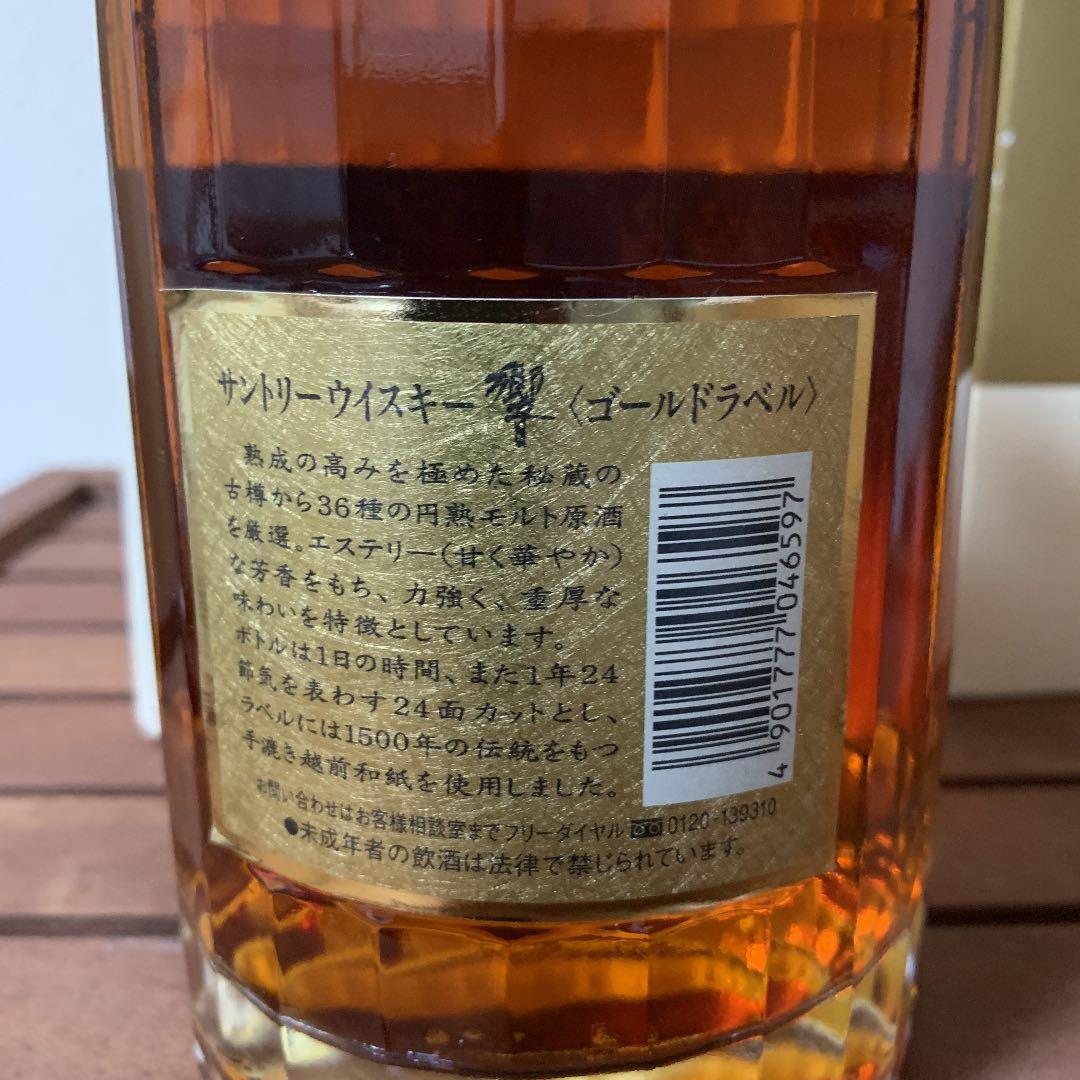 サントリーウイスキー 響〈ゴールドラベル〉
熟成の高みを極めた秘蔵の
古樽から36種の円熟モルト原酒
を厳選。エステリー(甘く華やか)
な芳香をもち、力強く、重厚な
味わいを特徴としています。
ボトルは1日の時間、また1年24
節気を表わす24面カットとし、
ラベルには1500年の伝統をもつ
手漉き越前和紙を使用しました。
お問い合わせはお客様相談室までフリーダイヤル 0120-139310
●未成年者の飲酒は法律で禁じられています。
4901777046597